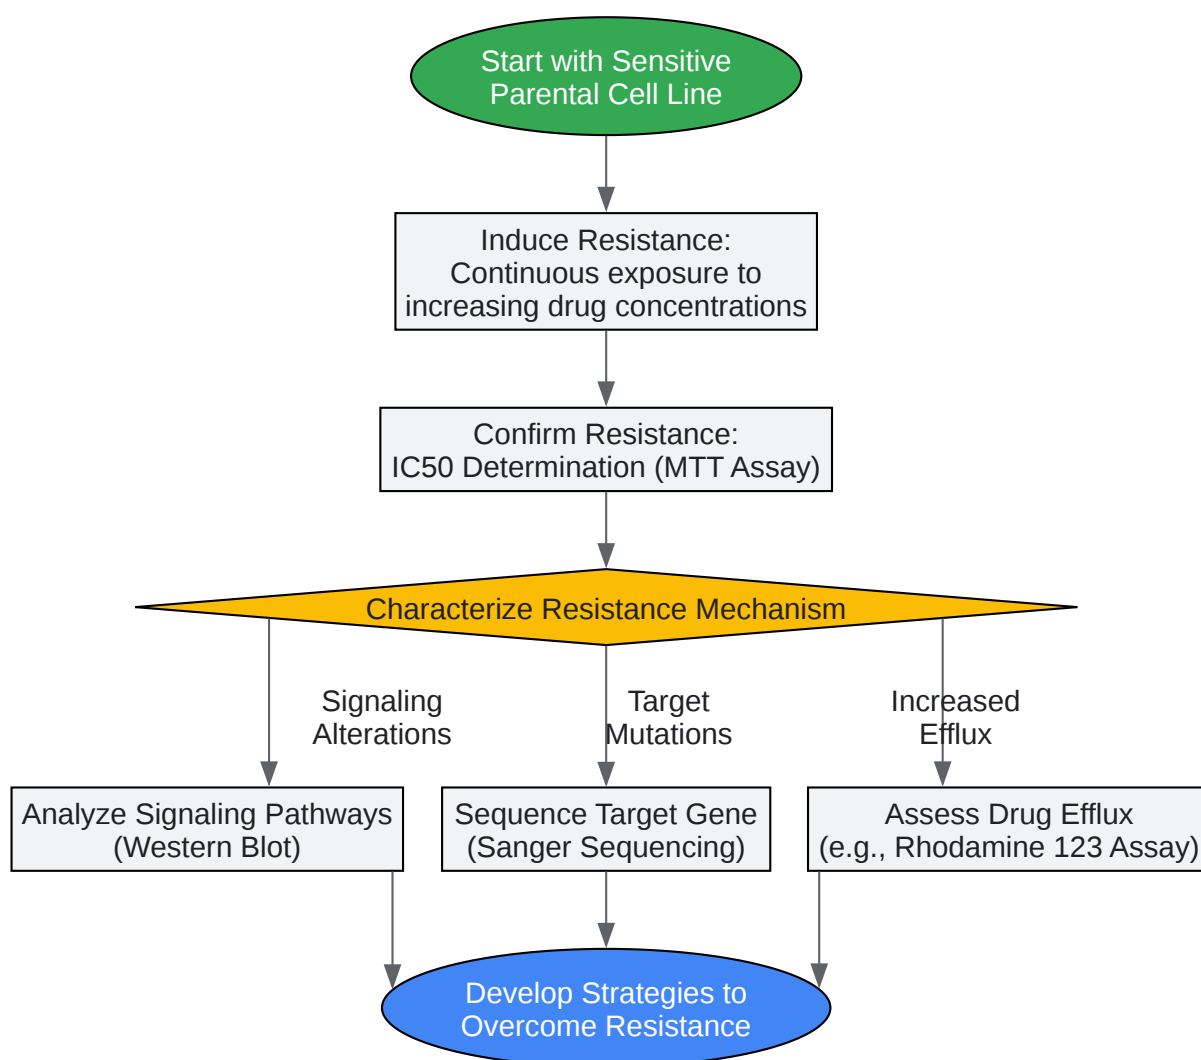 Start with Sensitive
Parental Cell Line
Induce Resistance:
Continuous exposure to
increasing drug concentrations
Confirm Resistance:
IC50 Determination (MTT Assay)
Characterize Resistance Mechanism
Signaling
Alterations
Target
Mutations
Increased
Efflux
Analyze Signaling Pathways
(Western Blot)
Sequence Target Gene
(Sanger Sequencing)
Assess Drug Efflux
(e.g., Rhodamine 123 Assay)
Develop Strategies to
Overcome Resistance